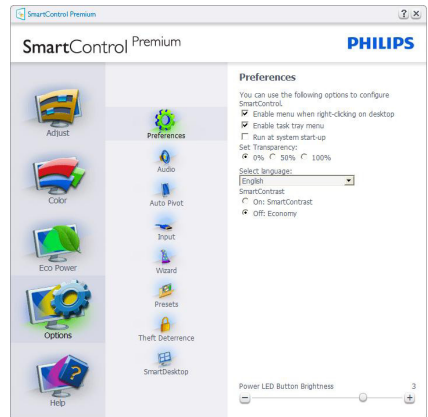 SmartControl Premium
SmartControl Premium
PHILIPS
Adjust
Color
Eco Power
Options
Help
Preferences
Audio
Auto Pivot
Input
Wizard
Presets
Theft Deterrence
SmartDesktop
Preferences
You can use the following options to configure
SmartControl.
Enable menu when right-clicking on desktop
Enable task tray menu
Run at system start-up
Set Transparency:
0% 50% 100%
Select language:
English
SmartContrast
On: SmartContrast
Off: Economy
Power LED Button Brightness 3